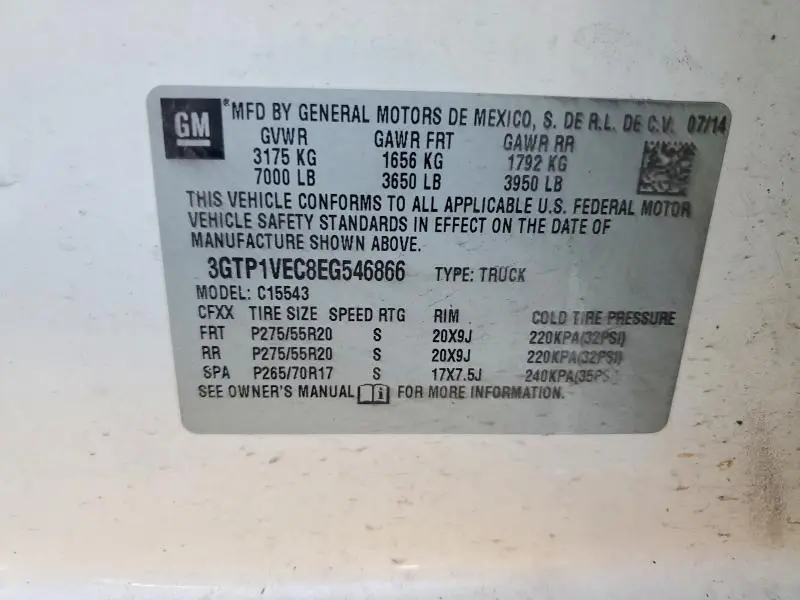 GM ® MFD BY GENERAL MOTORS DE MEXICO, S. DE R.L. DE C.V. 07/14
GVWR GAWR FRT GAWR RR
3175 KG 1656 KG 1792 KG
7000 LB 3650 LB 3950 LB
THIS VEHICLE CONFORMS TO ALL APPLICABLE U.S. FEDERAL MOTOR
VEHICLE SAFETY STANDARDS IN EFFECT ON THE DATE OF
MANUFACTURE SHOWN ABOVE.
3GTP1VEC8EG546866 TYPE: TRUCK
MODEL: C15543
CFXX TIRE SIZE SPEED RTG RIM COLD TIRE PRESSURE
FRT P275/55R20 S 20X9J 220KPA(32PSI)
RR P275/55R20 S 20X9J 220KPA(32PSI)
SPA P265/70R17 S 17X7.5J 240KPA(35PS
SEE OWNER'S MANUAL i FOR MORE INFORMATION.